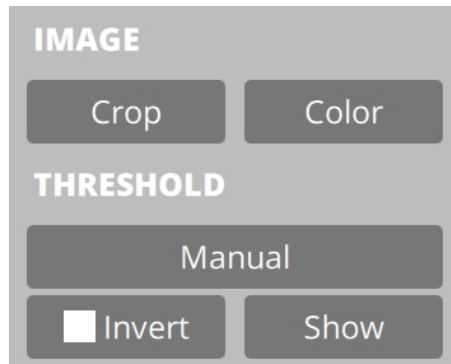 IMAGE
Crop Color
THRESHOLD
Manual
Invert Show